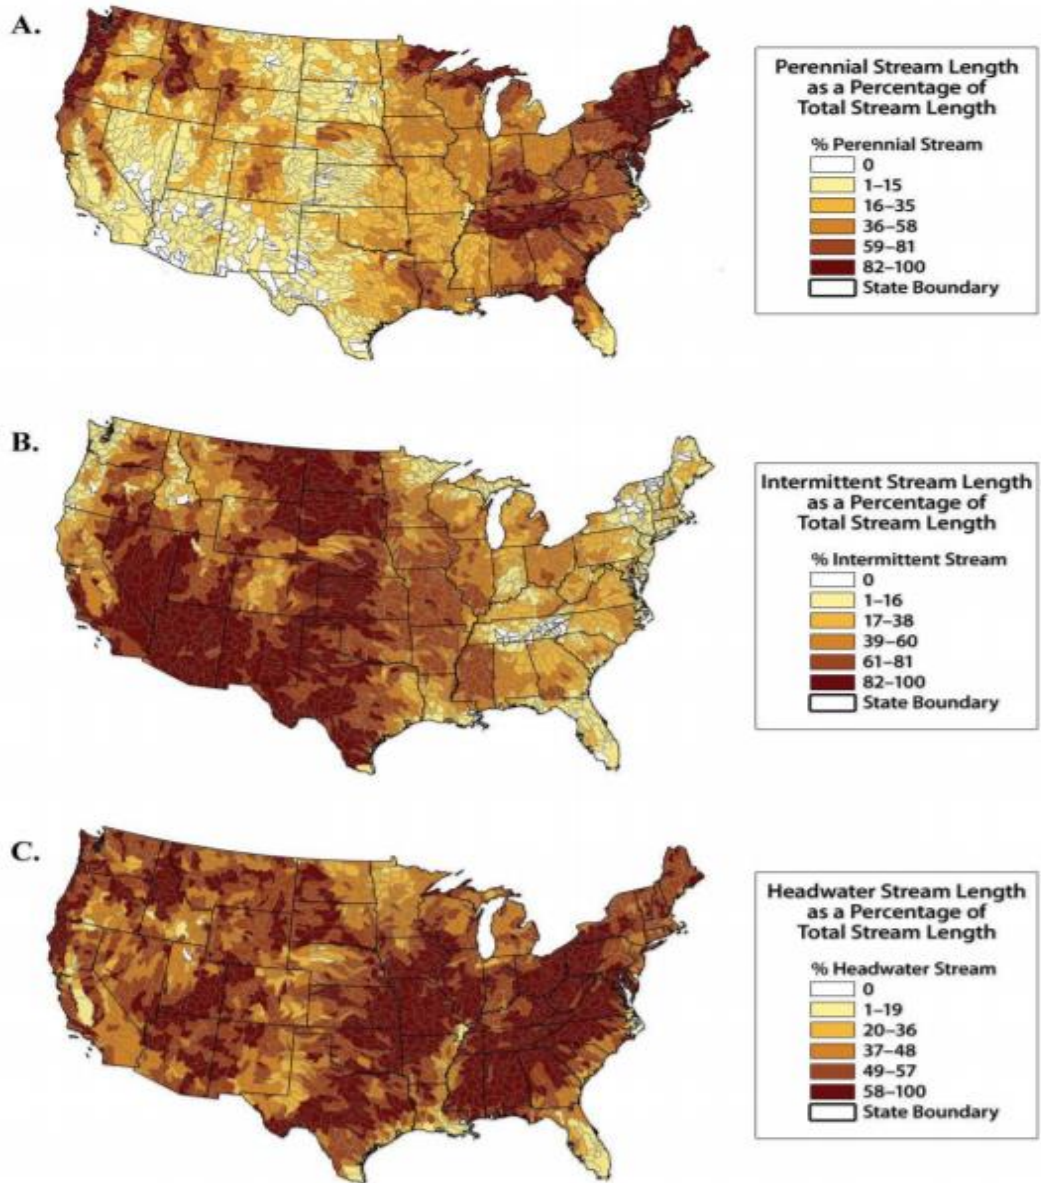 A.
Perennial Stream Length
as a Percentage of
Total Stream Length
% Perennial Stream
0
1–15
16–35
36–58
59–81
82–100
State Boundary
B.
Intermittent Stream Length
as a Percentage of
Total Stream Length
% Intermittent Stream
0
1–16
17–38
39–60
61–81
82–100
State Boundary
C.
Headwater Stream Length
as a Percentage of
Total Stream Length
% Headwater Stream
0
1–19
20–36
37–48
49–57
58–100
State Boundary